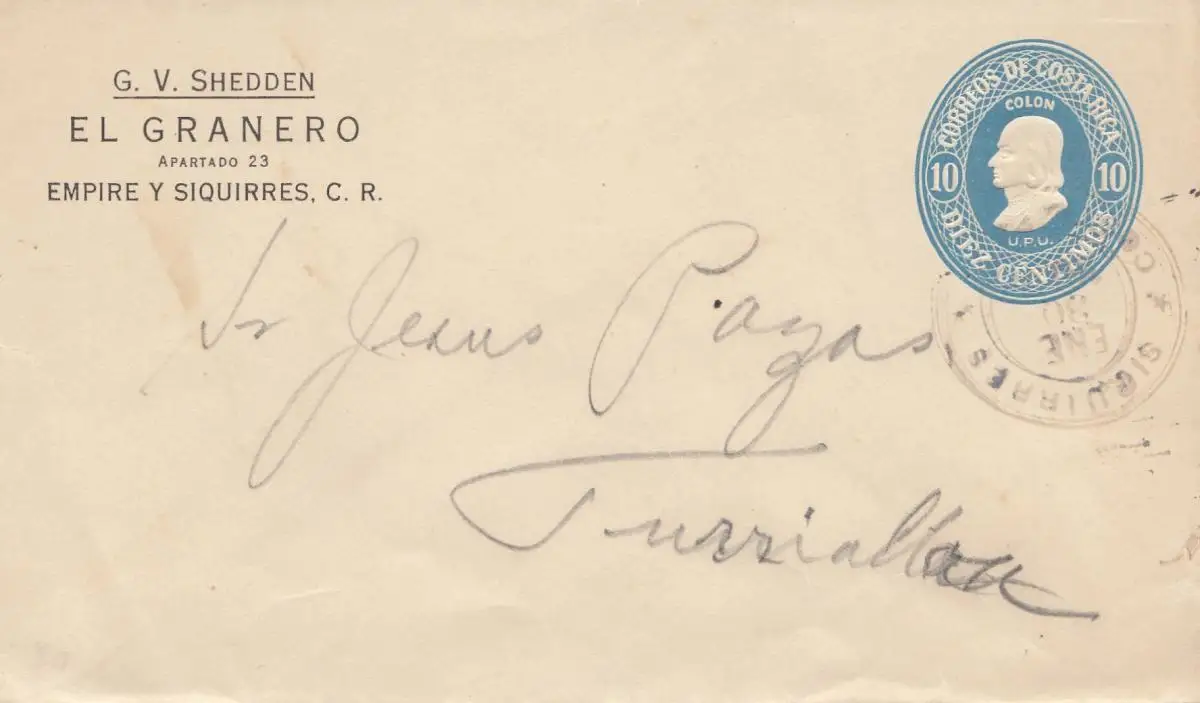 G. V. SHEDDEN
EL GRANERO
APARTADO 23
EMPIRE Y SIQUIRRES, C. R.
CORREOS DE COSTA RICA
COLON
10 10
U.P.U.
DIEZ CENTIMOS
SIQUIRRES
ENE
30
Sr Jesus Pazas
Turrialba